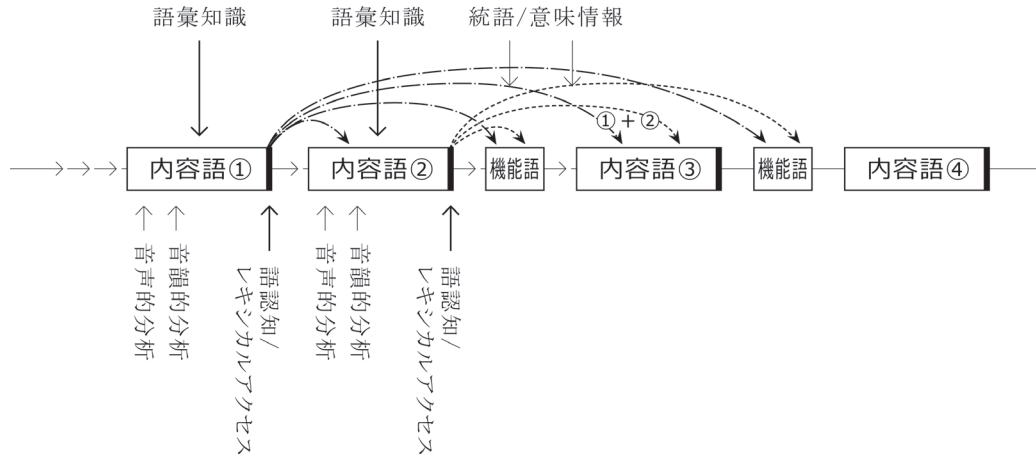 語彙知識
語彙知識
統語/意味情報
①+②
内容語①
内容語②
機能語
内容語③
機能語
内容語④
音声的分析
音韻的分析
語認知/
レキシカルアクセス
音声的分析
音韻的分析
語認知/
レキシカルアクセス